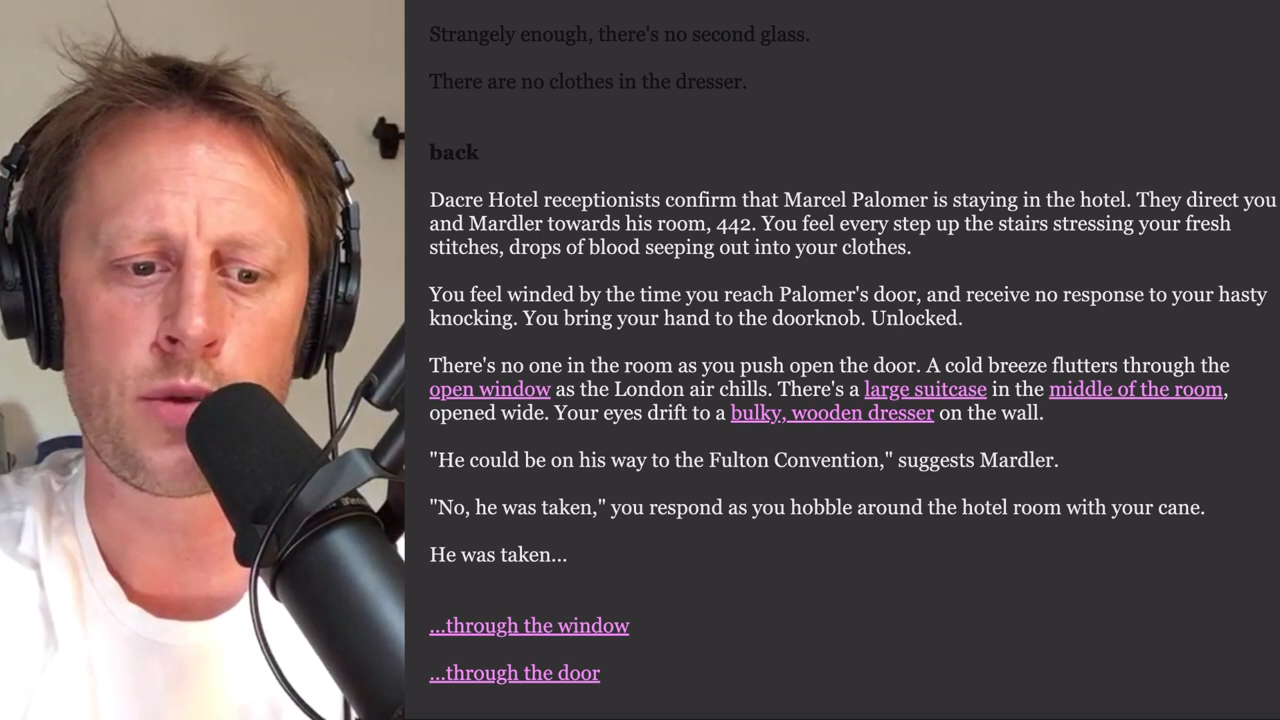 Strangely enough, there's no second glass.
There are no clothes in the dresser.
back
Dacre Hotel receptionists confirm that Marcel Palomer is staying in the hotel. They direct you
and Mardler towards his room, 442. You feel every step up the stairs stressing your fresh
stitches, drops of blood seeping out into your clothes.
You feel winded by the time you reach Palomer's door, and receive no response to your hasty
knocking. You bring your hand to the doorknob. Unlocked.
There's no one in the room as you push open the door. A cold breeze flutters through the
open window as the London air chills. There's a large suitcase in the middle of the room,
opened wide. Your eyes drift to a bulky, wooden dresser on the wall.
"He could be on his way to the Fulton Convention," suggests Mardler.
"No, he was taken," you respond as you hobble around the hotel room with your cane.
He was taken...
...through the window
...through the door